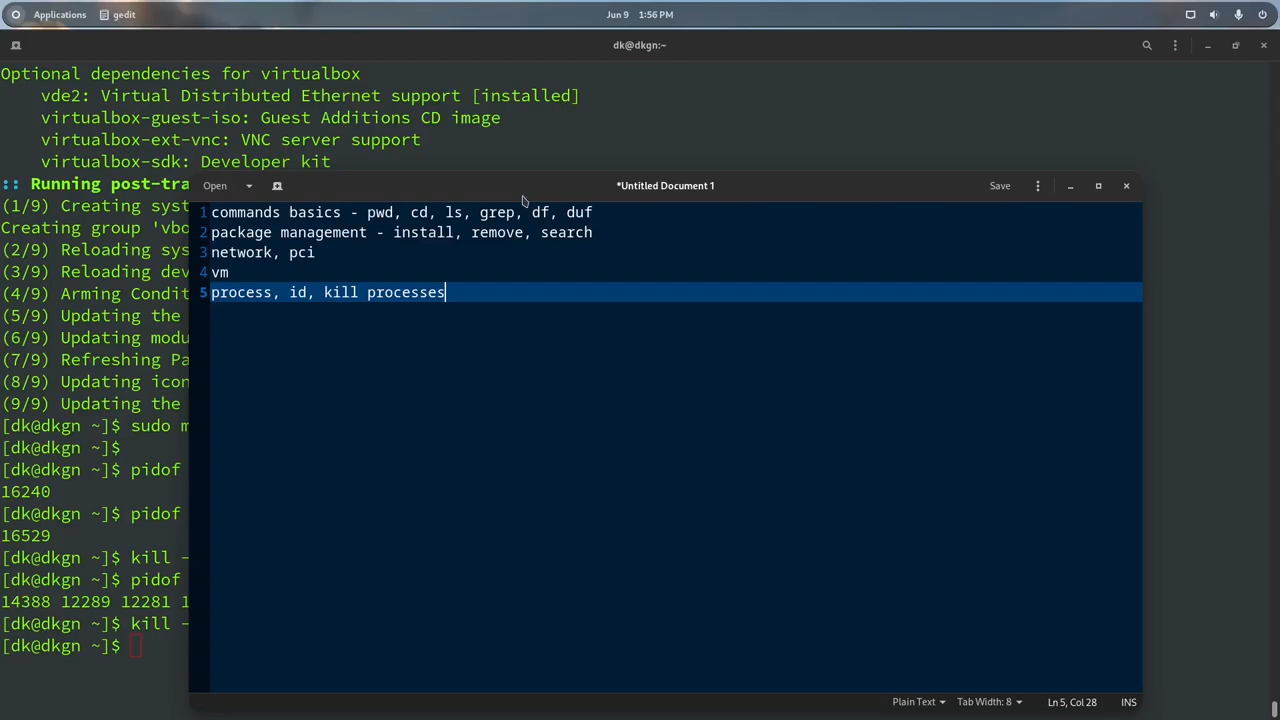 Applications
gedit
Jun 9 1:56 PM
dk@dkgn:~
Optional dependencies for virtualbox
vde2: Virtual Distributed Ethernet support [installed]
virtualbox-guest-iso: Guest Additions CD image
virtualbox-ext-vnc: VNC server support
virtualbox-sdk: Developer kit
:: Running post-tra
(1/9) Creating syst
Creating group 'vbo
(2/9) Reloading sys
(3/9) Reloading dev
(4/9) Arming Condit
(5/9) Updating the
(6/9) Updating modu
(7/9) Refreshing Pa
(8/9) Updating icon
(9/9) Updating the
[dk@dkgn ~]$ sudo m
[dk@dkgn ~]$
[dk@dkgn ~]$ pidof
16240
[dk@dkgn ~]$ pidof
16529
[dk@dkgn ~]$ kill -
[dk@dkgn ~]$ pidof
14388 12289 12281 1
[dk@dkgn ~]$ kill -
[dk@dkgn ~]$
Open
*Untitled Document 1
Save
1 commands basics - pwd, cd, ls, grep, df, duf
2 package management - install, remove, search
3 network, pci
4 vm
5 process, id, kill processes
Plain Text
Tab Width: 8
Ln 5, Col 28
INS